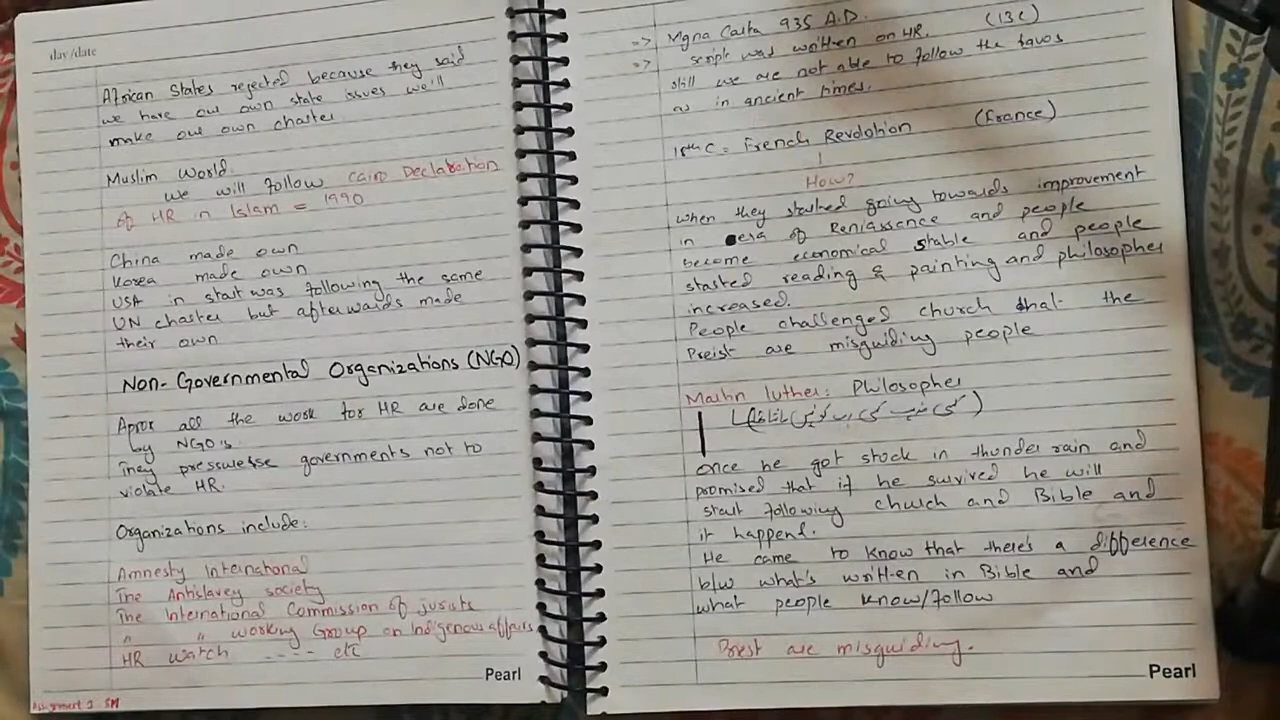 day/date
African States rejected because they said
we have our own state issues we'll
make our own charter
Muslim World.
we will follow Cairo Declaration
Of HR in Islam = 1990
China made own
Korea made own
USA in start was following the same
UN charter but afterwards made
their own
Non-Governmental Organizations (NGO)
Aprox all the work for HR are done
by NGO's.
They pressuresse governments not to
violate HR.
Organizations include:
Amnesty International
The Antislavey society
The International Commission of jurists
" " working Group on Indigenous affairs
HR watch ---- etc
Pearl
Assignment 1 SM
=> Mgna Carta 935 A.D. (13C)
=> script was written on HR.
still we are not able to follow the
as in ancient times.
18th C = French Revolotion (France)
How?
when they started going towards improvement
in era of Reniassence and people
become economical stable and people
started reading & painting and philosopher
increased.
People challenged church that the
Preist are misguiding people
Martin luther: Philosopher
once he got stuck in thunder rain and
promised that if he survived he will
start following church and Bible and
it happend.
He came to know that there's a difference
b/w what's written in Bible and
what people know/follow
Priest are misguiding.
Pearl